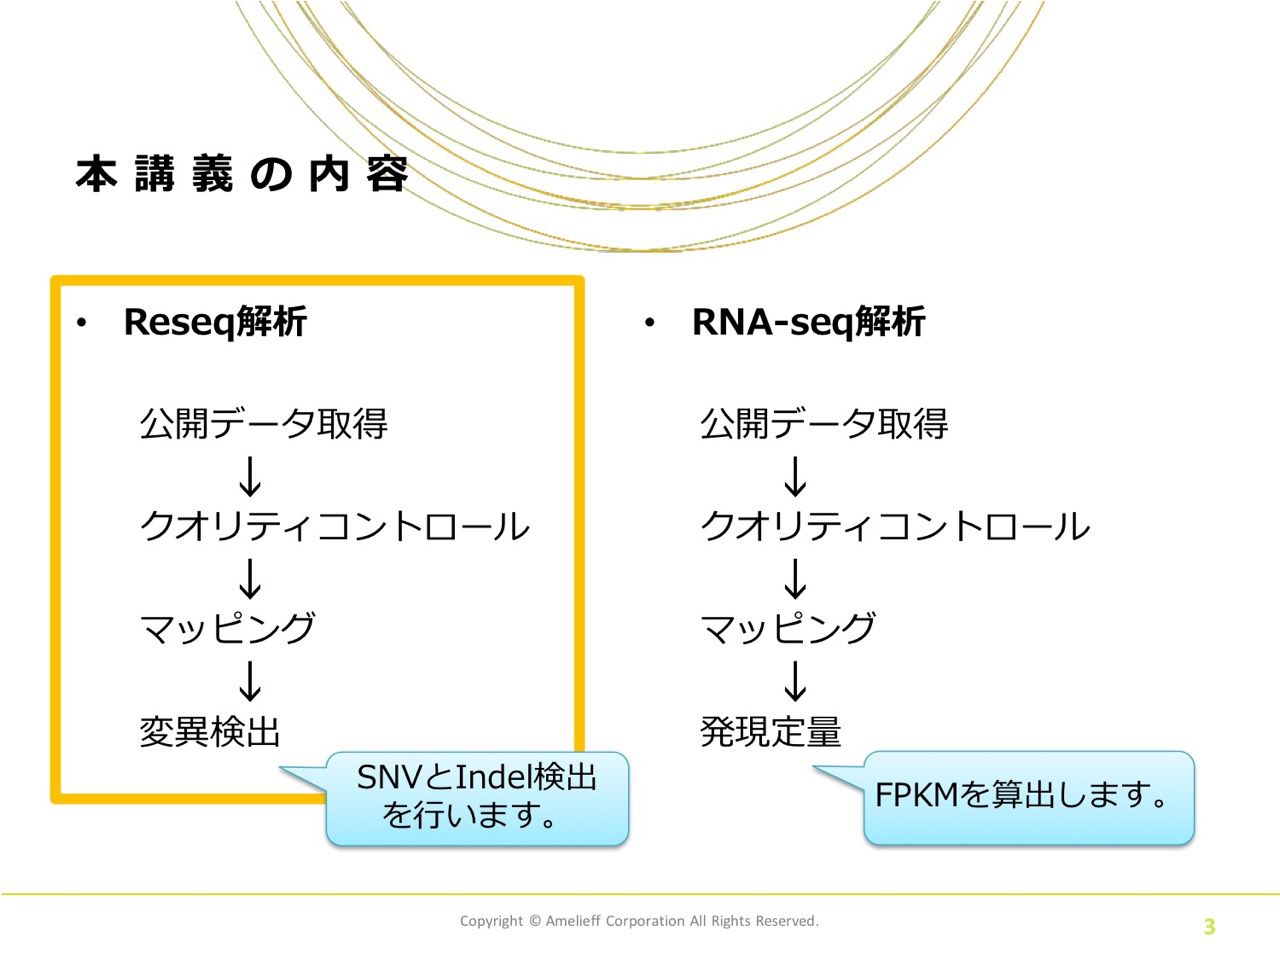 本講義の内容
• Reseq解析
公開データ取得
↓
クオリティコントロール
↓
マッピング
↓
変異検出
SNVとIndel検出
を行います。
• RNA-seq解析
公開データ取得
↓
クオリティコントロール
↓
マッピング
↓
発現定量
FPKMを算出します。
Copyright © Amelieff Corporation All Rights Reserved.
3